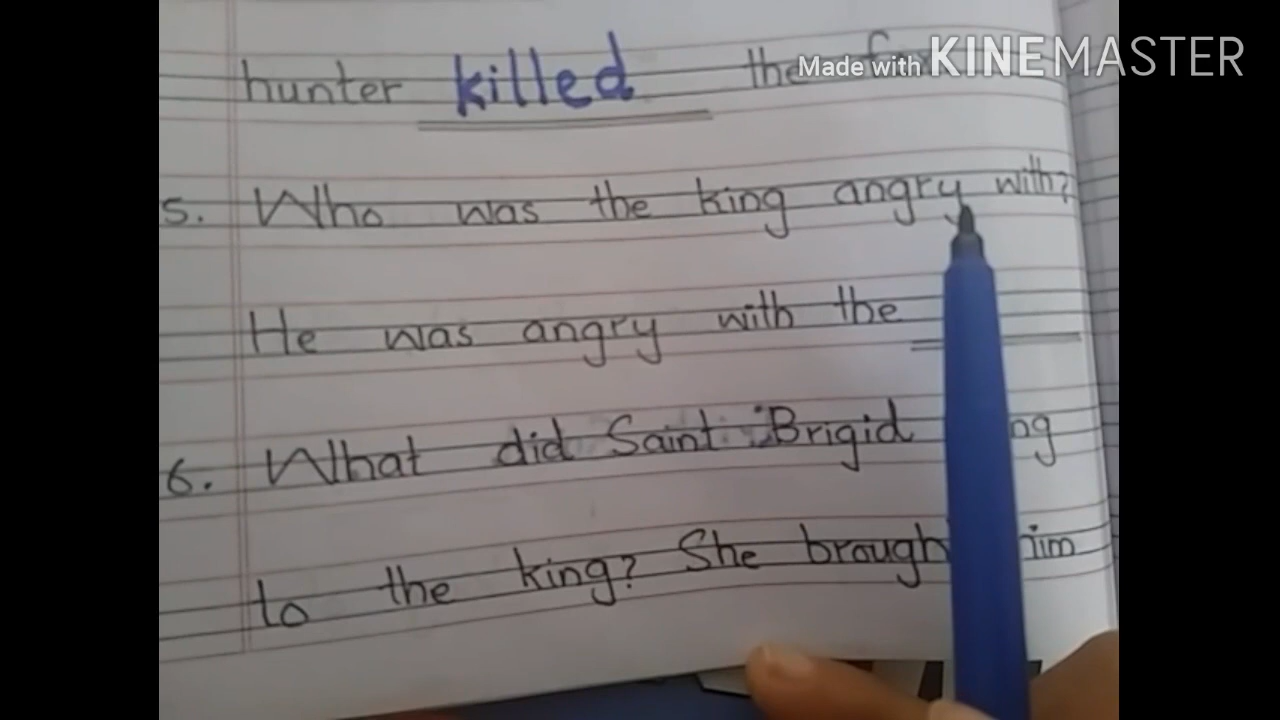 hunter killed the
Made with KINEMASTER
5. Who was the king angry with?
He was angry with the
6. What did Saint Brigid
to the king? She him